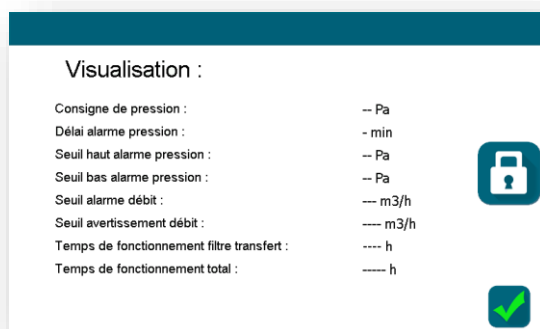 Visualisation :
Consigne de pression : -- Pa
Délai alarme pression : - min
Seuil haut alarme pression : -- Pa
Seuil bas alarme pression : -- Pa
Seuil alarme débit : --- m3/h
Seuil avertissement débit : ---- m3/h
Temps de fonctionnement filtre transfert : ---- h
Temps de fonctionnement total : ----- h